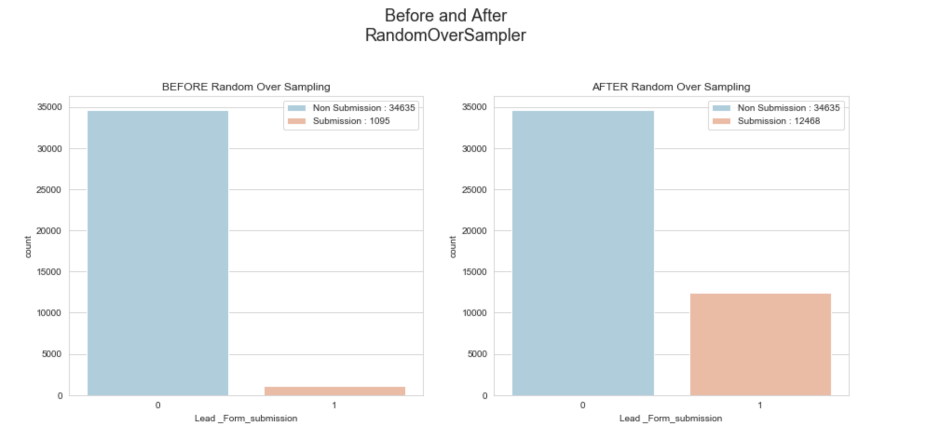 Before and After
RandomOverSampler
BEFORE Random Over Sampling
Non Submission : 34635
Submission : 1095
35000
30000
25000
20000
15000
10000
5000
0
count
0
1
Lead _Form_submission
AFTER Random Over Sampling
Non Submission : 34635
Submission : 12468
35000
30000
25000
20000
15000
10000
5000
0
count
0
1
Lead _Form_submission